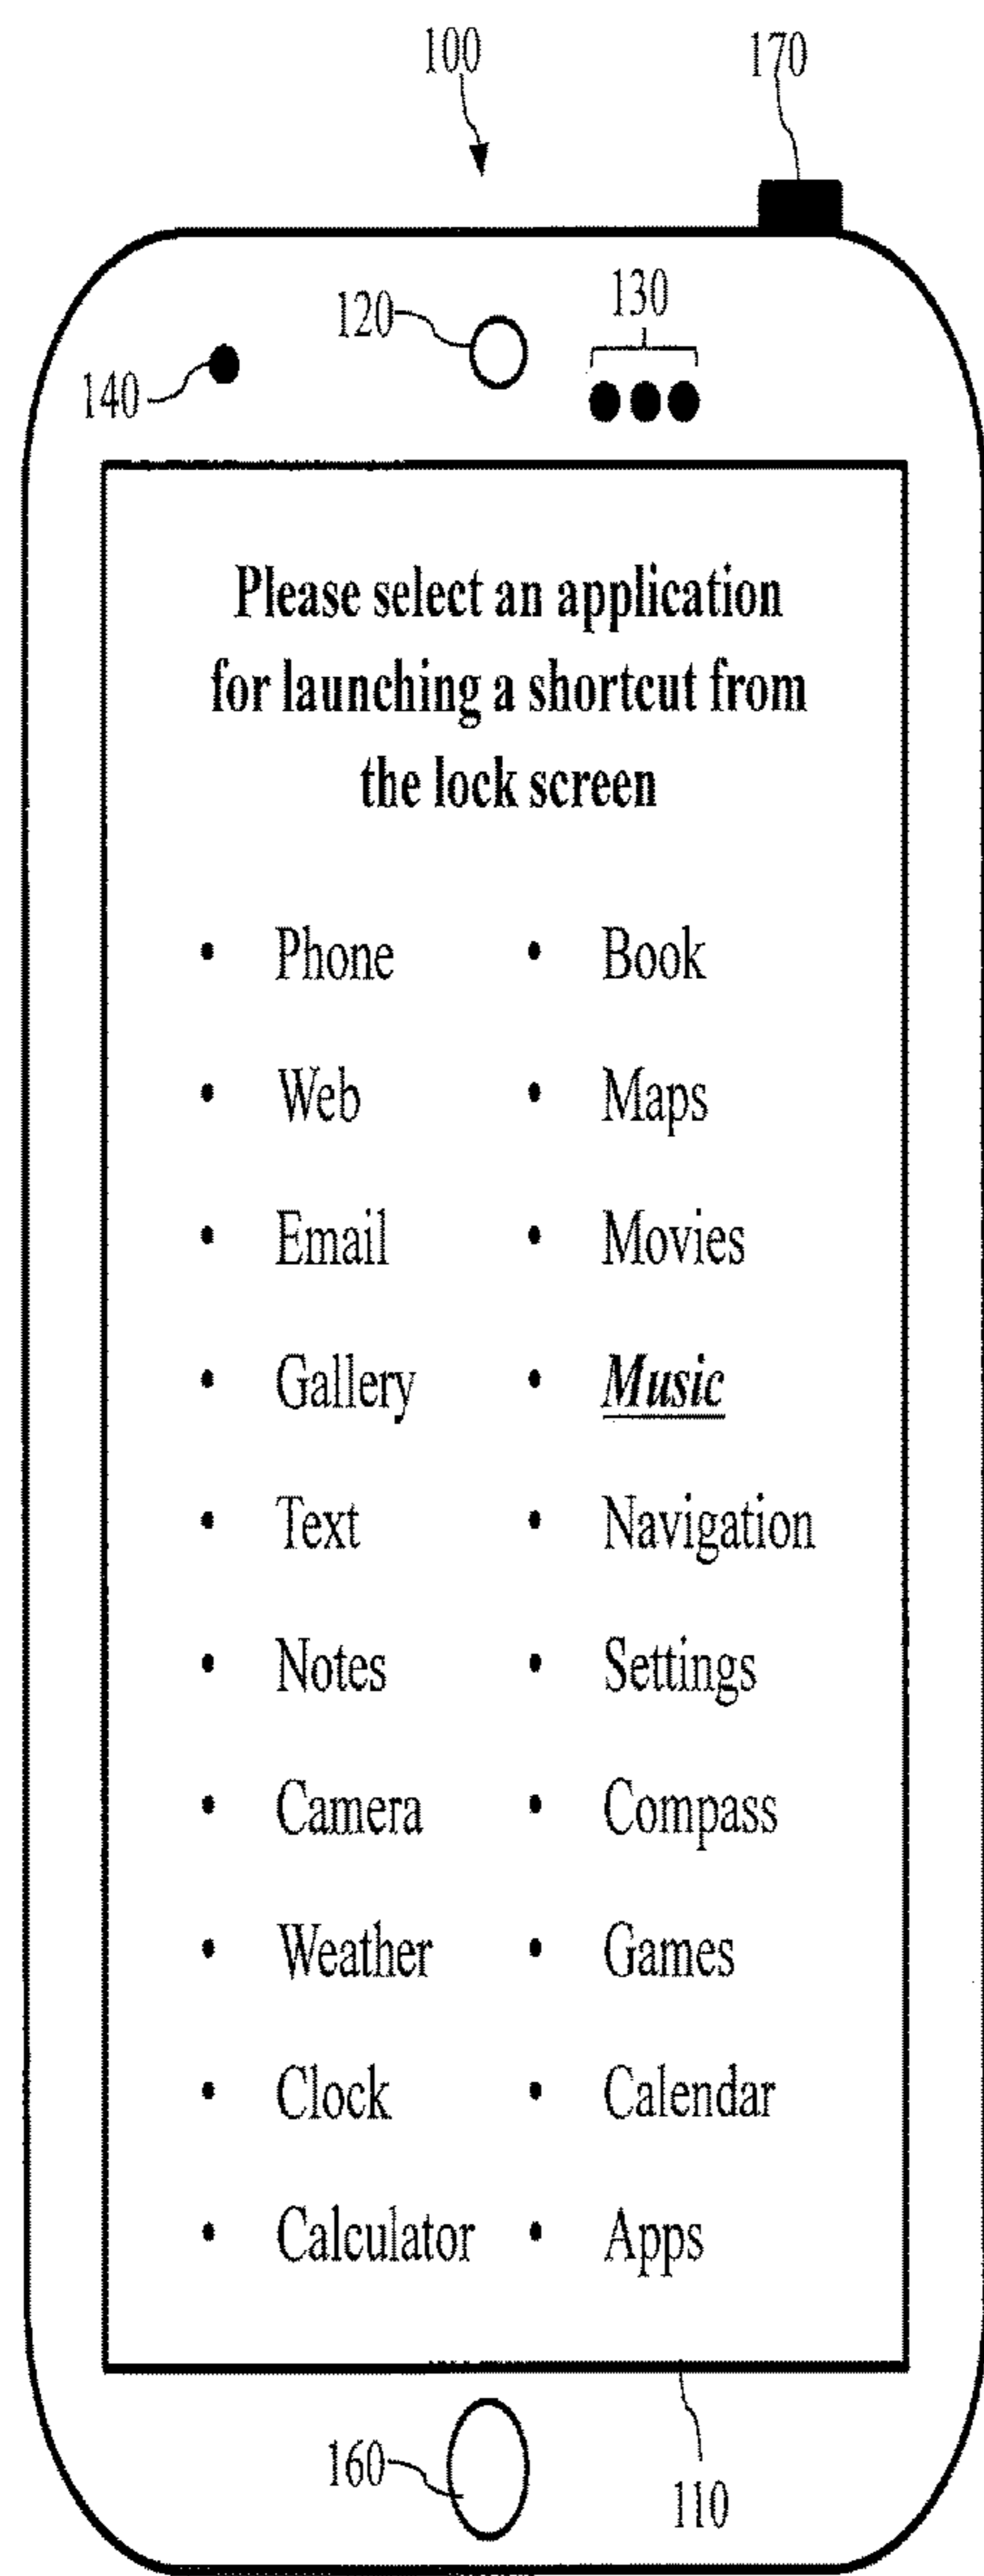 100
170
130
120
140
Please select an application
for launching a shortcut from
the lock screen
• Phone
• Web
• Email
• Gallery
• Text
• Notes
• Camera
• Weather
• Clock
• Calculator
• Book
• Maps
• Movies
• Music
• Navigation
• Settings
• Compass
• Games
• Calendar
• Apps
160
110